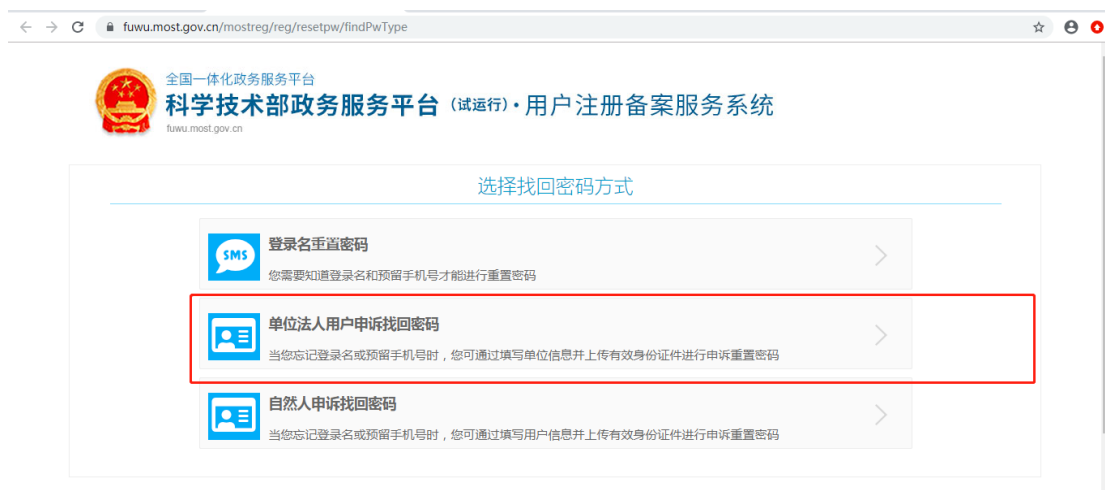 fuwu.most.gov.cn/mostreg/reg/resetpw/findPwType
全国一体化政务服务平台
科学技术部政务服务平台（试运行）·用户注册备案服务系统
fuwu.most.gov.cn
选择找回密码方式
SMS
登录名重置密码
您需要知道登录名和预留手机号才能进行重置密码
单位法人用户申诉找回密码
当您忘记登录名或预留手机号时，您可通过填写单位信息并上传有效身份证件进行申诉重置密码
自然人申诉找回密码
当您忘记登录名或预留手机号时，您可通过填写用户信息并上传有效身份证件进行申诉重置密码